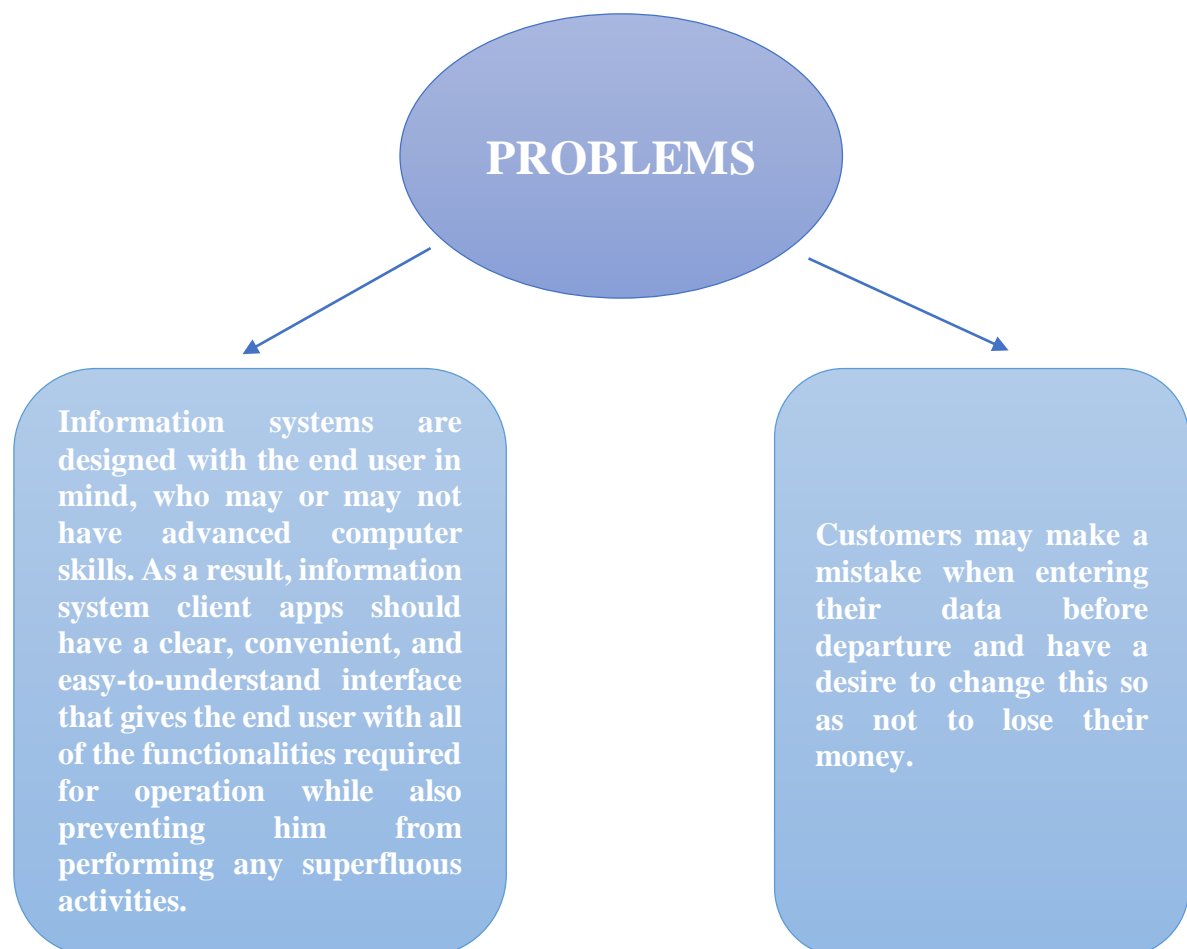 PROBLEMS
Information systems are
designed with the end user in
mind, who may or may not
have advanced computer
skills. As a result, information
system client apps should
have a clear, convenient, and
easy-to-understand interface
that gives the end user with all
of the functionalities required
for operation while also
preventing him from
performing any superfluous
activities.
Customers may make a
mistake when entering
their data before
departure and have a
desire to change this so
as not to lose their
money.